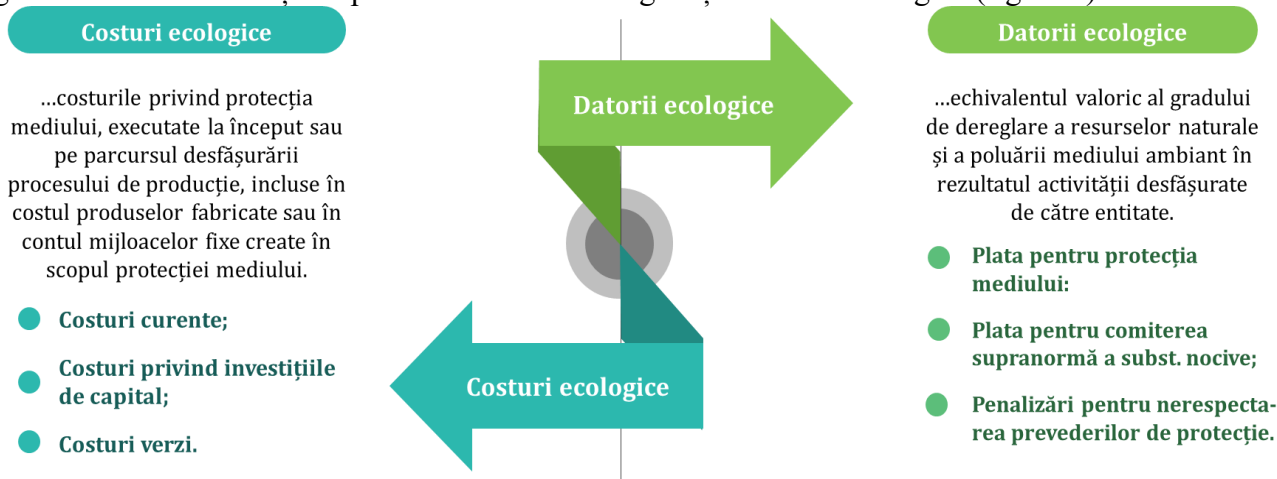 Costuri ecologice
...costurile privind protecția
mediului, executate la început sau
pe parcursul desfășurării
procesului de producție, incluse în
costul produselor fabricate sau în
contul mijloacelor fixe create în
scopul protecției mediului.
Costuri curente;
Costuri privind investițiile
de capital;
Costuri verzi.
Datorii ecologice
Costuri ecologice
Datorii ecologice
...echivalentul valoric al gradului
de dereglare a resurselor naturale
și a poluării mediului ambiant în
rezultatul activității desfășurate
de către entitate.
Plata pentru protecția
mediului:
Plata pentru comiterea
supranormă a subst. nocive;
Penalizări pentru nerespecta-
rea prevederilor de protecție.